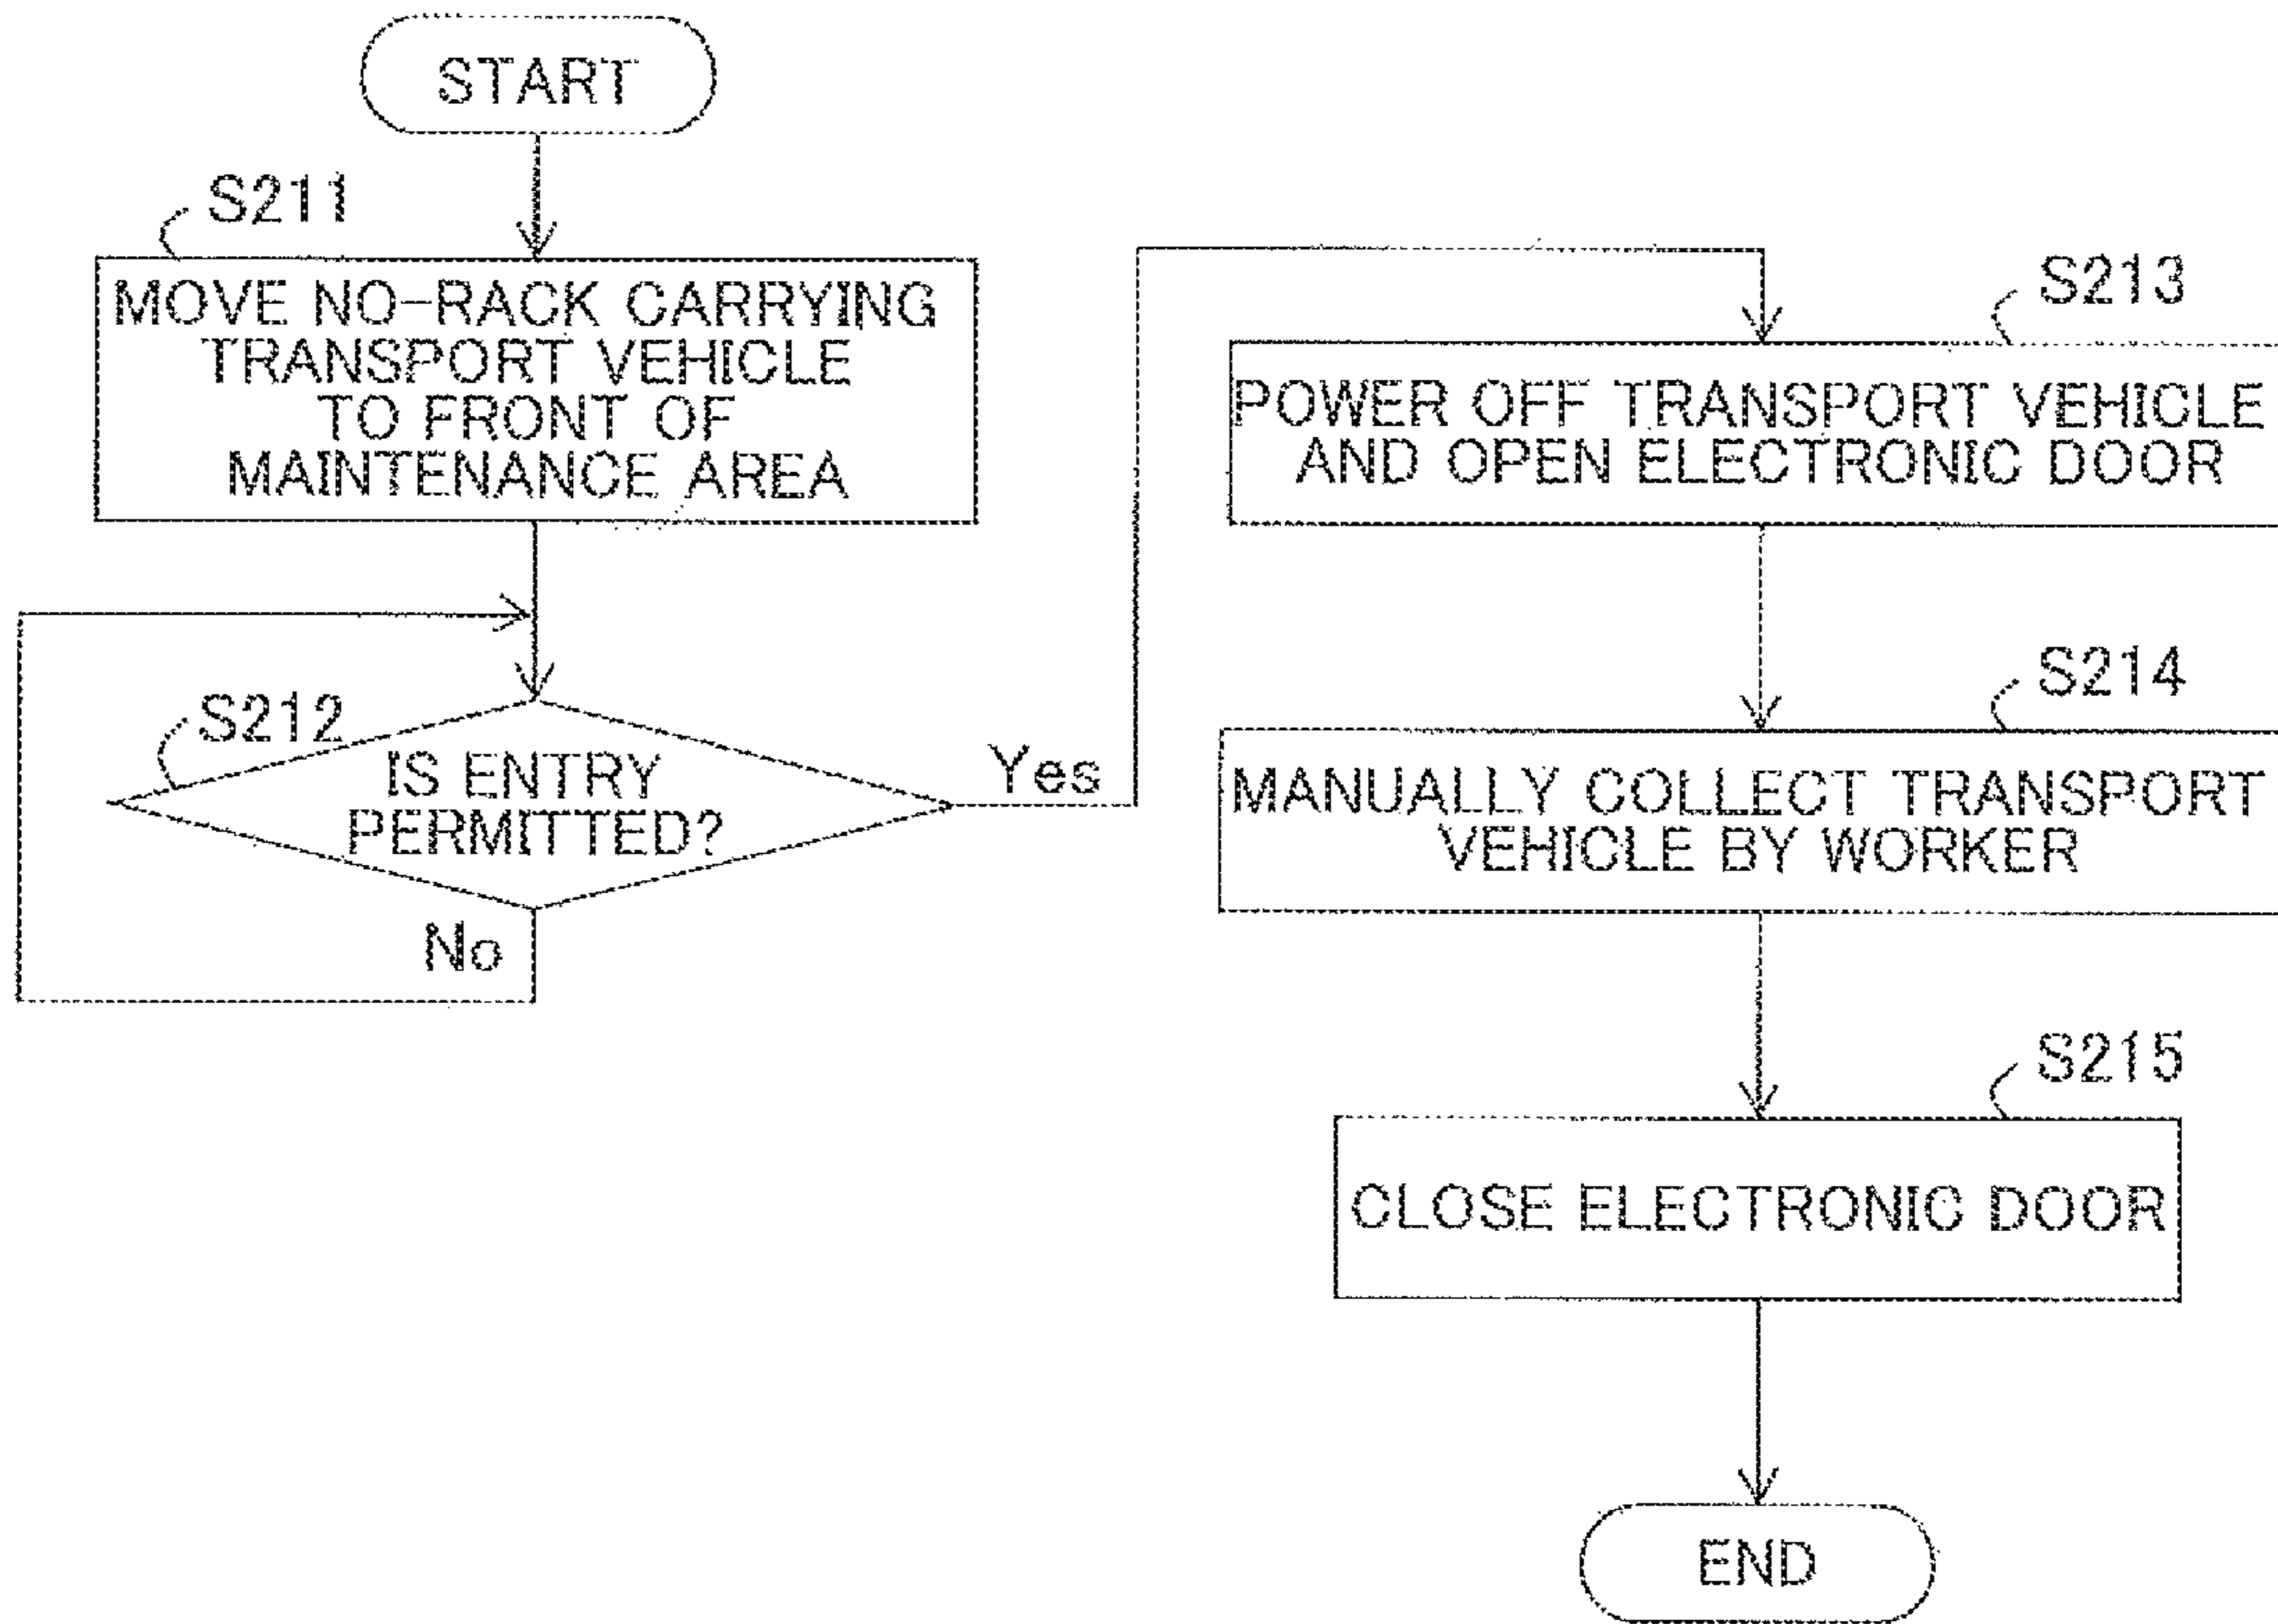 START
S211
MOVE NO-RACK CARRYING
TRANSPORT VEHICLE
TO FRONT OF
MAINTENANCE AREA
S212
IS ENTRY
PERMITTED?
Yes
No
S213
POWER OFF TRANSPORT VEHICLE
AND OPEN ELECTRONIC DOOR
S214
MANUALLY COLLECT TRANSPORT
VEHICLE BY WORKER
S215
CLOSE ELECTRONIC DOOR
END